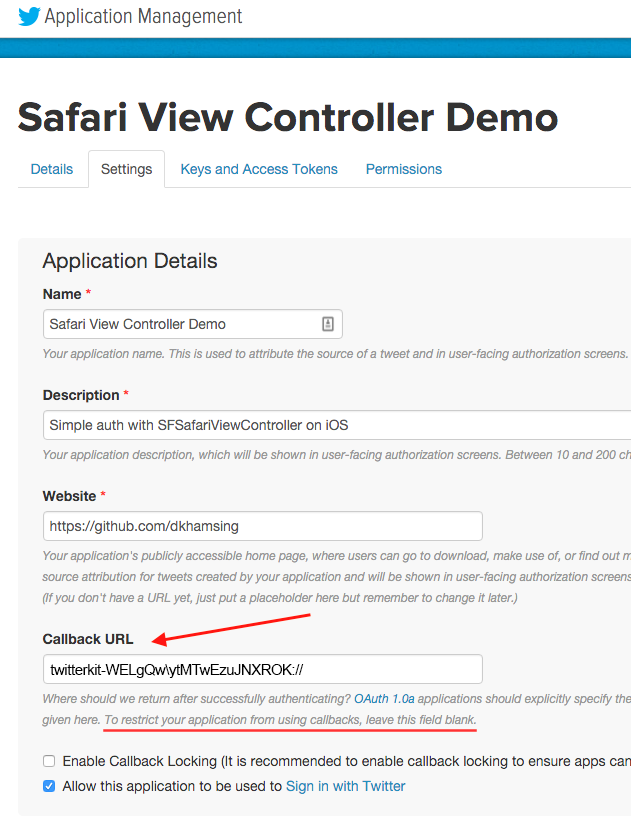 Application Management
Safari View Controller Demo
Details Settings Keys and Access Tokens Permissions
Application Details
Name *
Safari View Controller Demo
Your application name. This is used to attribute the source of a tweet and in user-facing authorization screens.
Description *
Simple auth with SFSafariViewController on iOS
Your application description, which will be shown in user-facing authorization screens. Between 10 and 200 ch
Website *
https://github.com/dkhamsing
Your application's publicly accessible home page, where users can go to download, make use of, or find out m
source attribution for tweets created by your application and will be shown in user-facing authorization screens
(If you don't have a URL yet, just put a placeholder here but remember to change it later.)
Callback URL
twitterkit-WELgQw\ytMTwEzuJNXROK://
Where should we return after successfully authenticating? OAuth 1.0a applications should explicitly specify the
given here. To restrict your application from using callbacks, leave this field blank.
Enable Callback Locking (It is recommended to enable callback locking to ensure apps can
Allow this application to be used to Sign in with Twitter